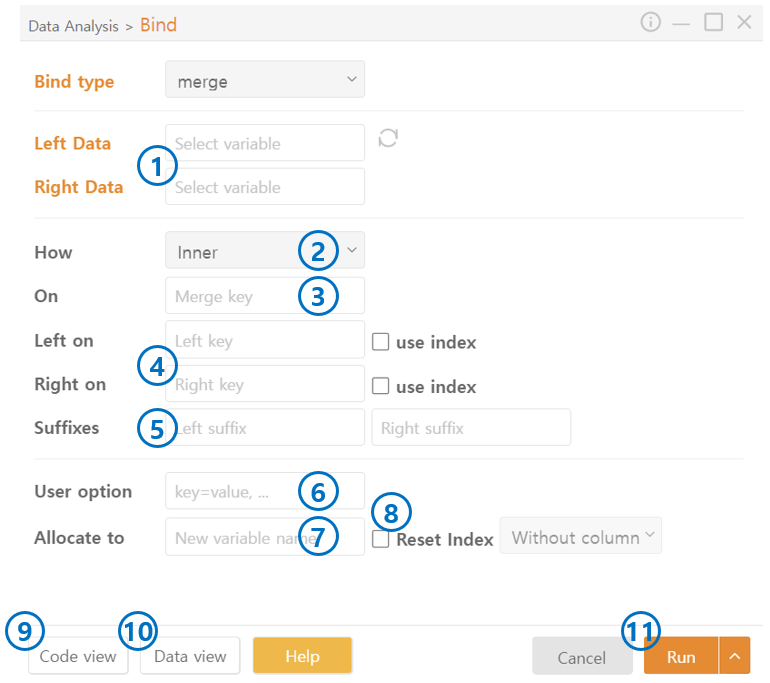 Data Analysis > Bind
Bind type merge
Left Data Select variable
1
Right Data Select variable
How Inner 2
On Merge key 3
Left on Left key use index
4
Right on Right key use index
Suffixes 5 Left suffix Right suffix
User option key=value, ... 6
8
Allocate to New variable name 7 Reset Index Without column
9 10 11
Code view Data view Help Cancel Run